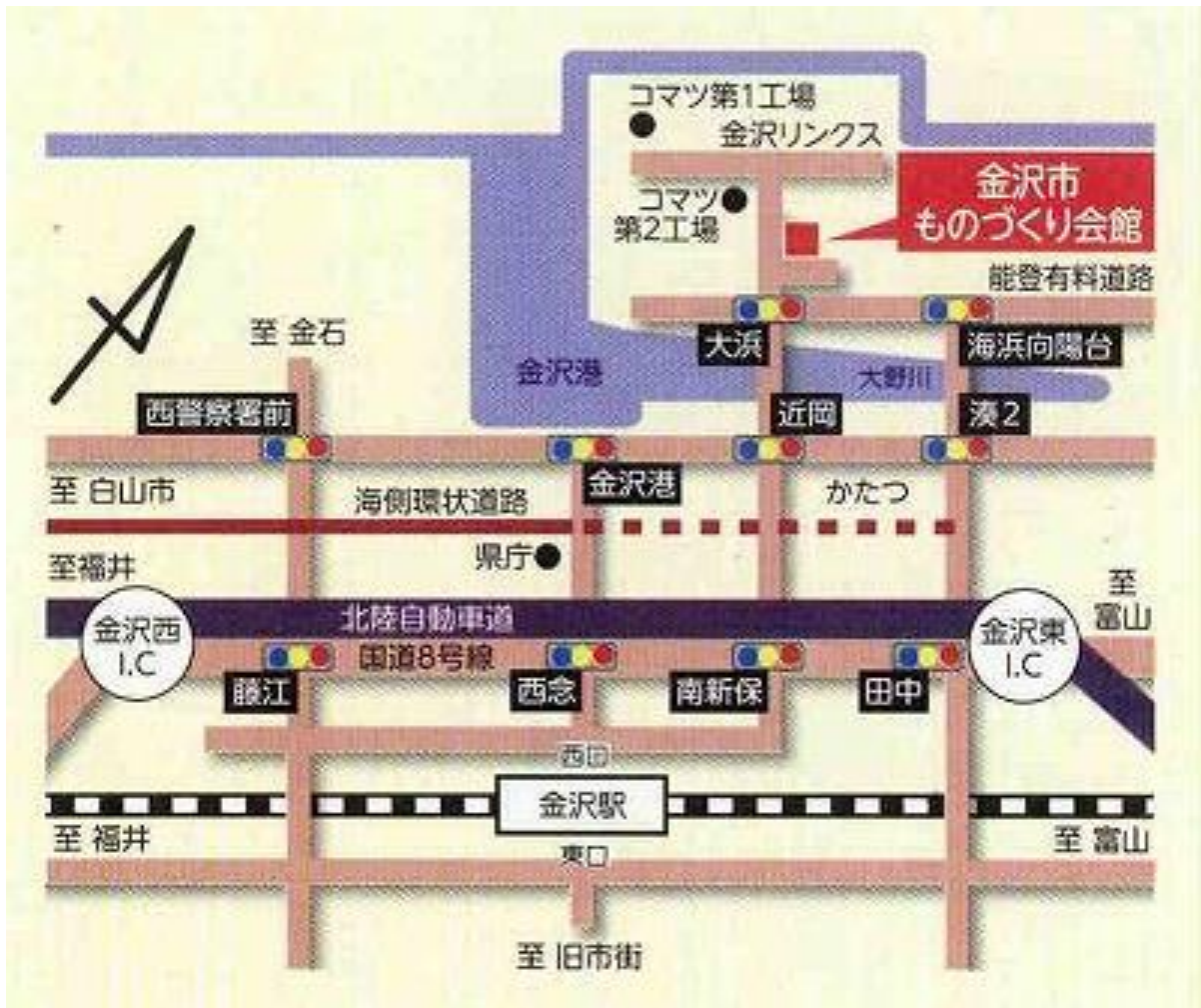 コマツ第1工場
金沢リンクス
金沢市
ものづくり会館
コマツ
第2工場
能登有料道路
大浜
海浜向陽台
至 金石
金沢港
大野川
西警察署前
近岡
湊2
金沢港
至 白山市
海側環状道路
かたつ
県庁
至福井
至
富山
北陸自動車道
金沢西
I.C
金沢東
I.C
国道8号線
藤江
西念
南新保
田中
西口
金沢駅
至 福井
至 富山
東口
至 旧市街